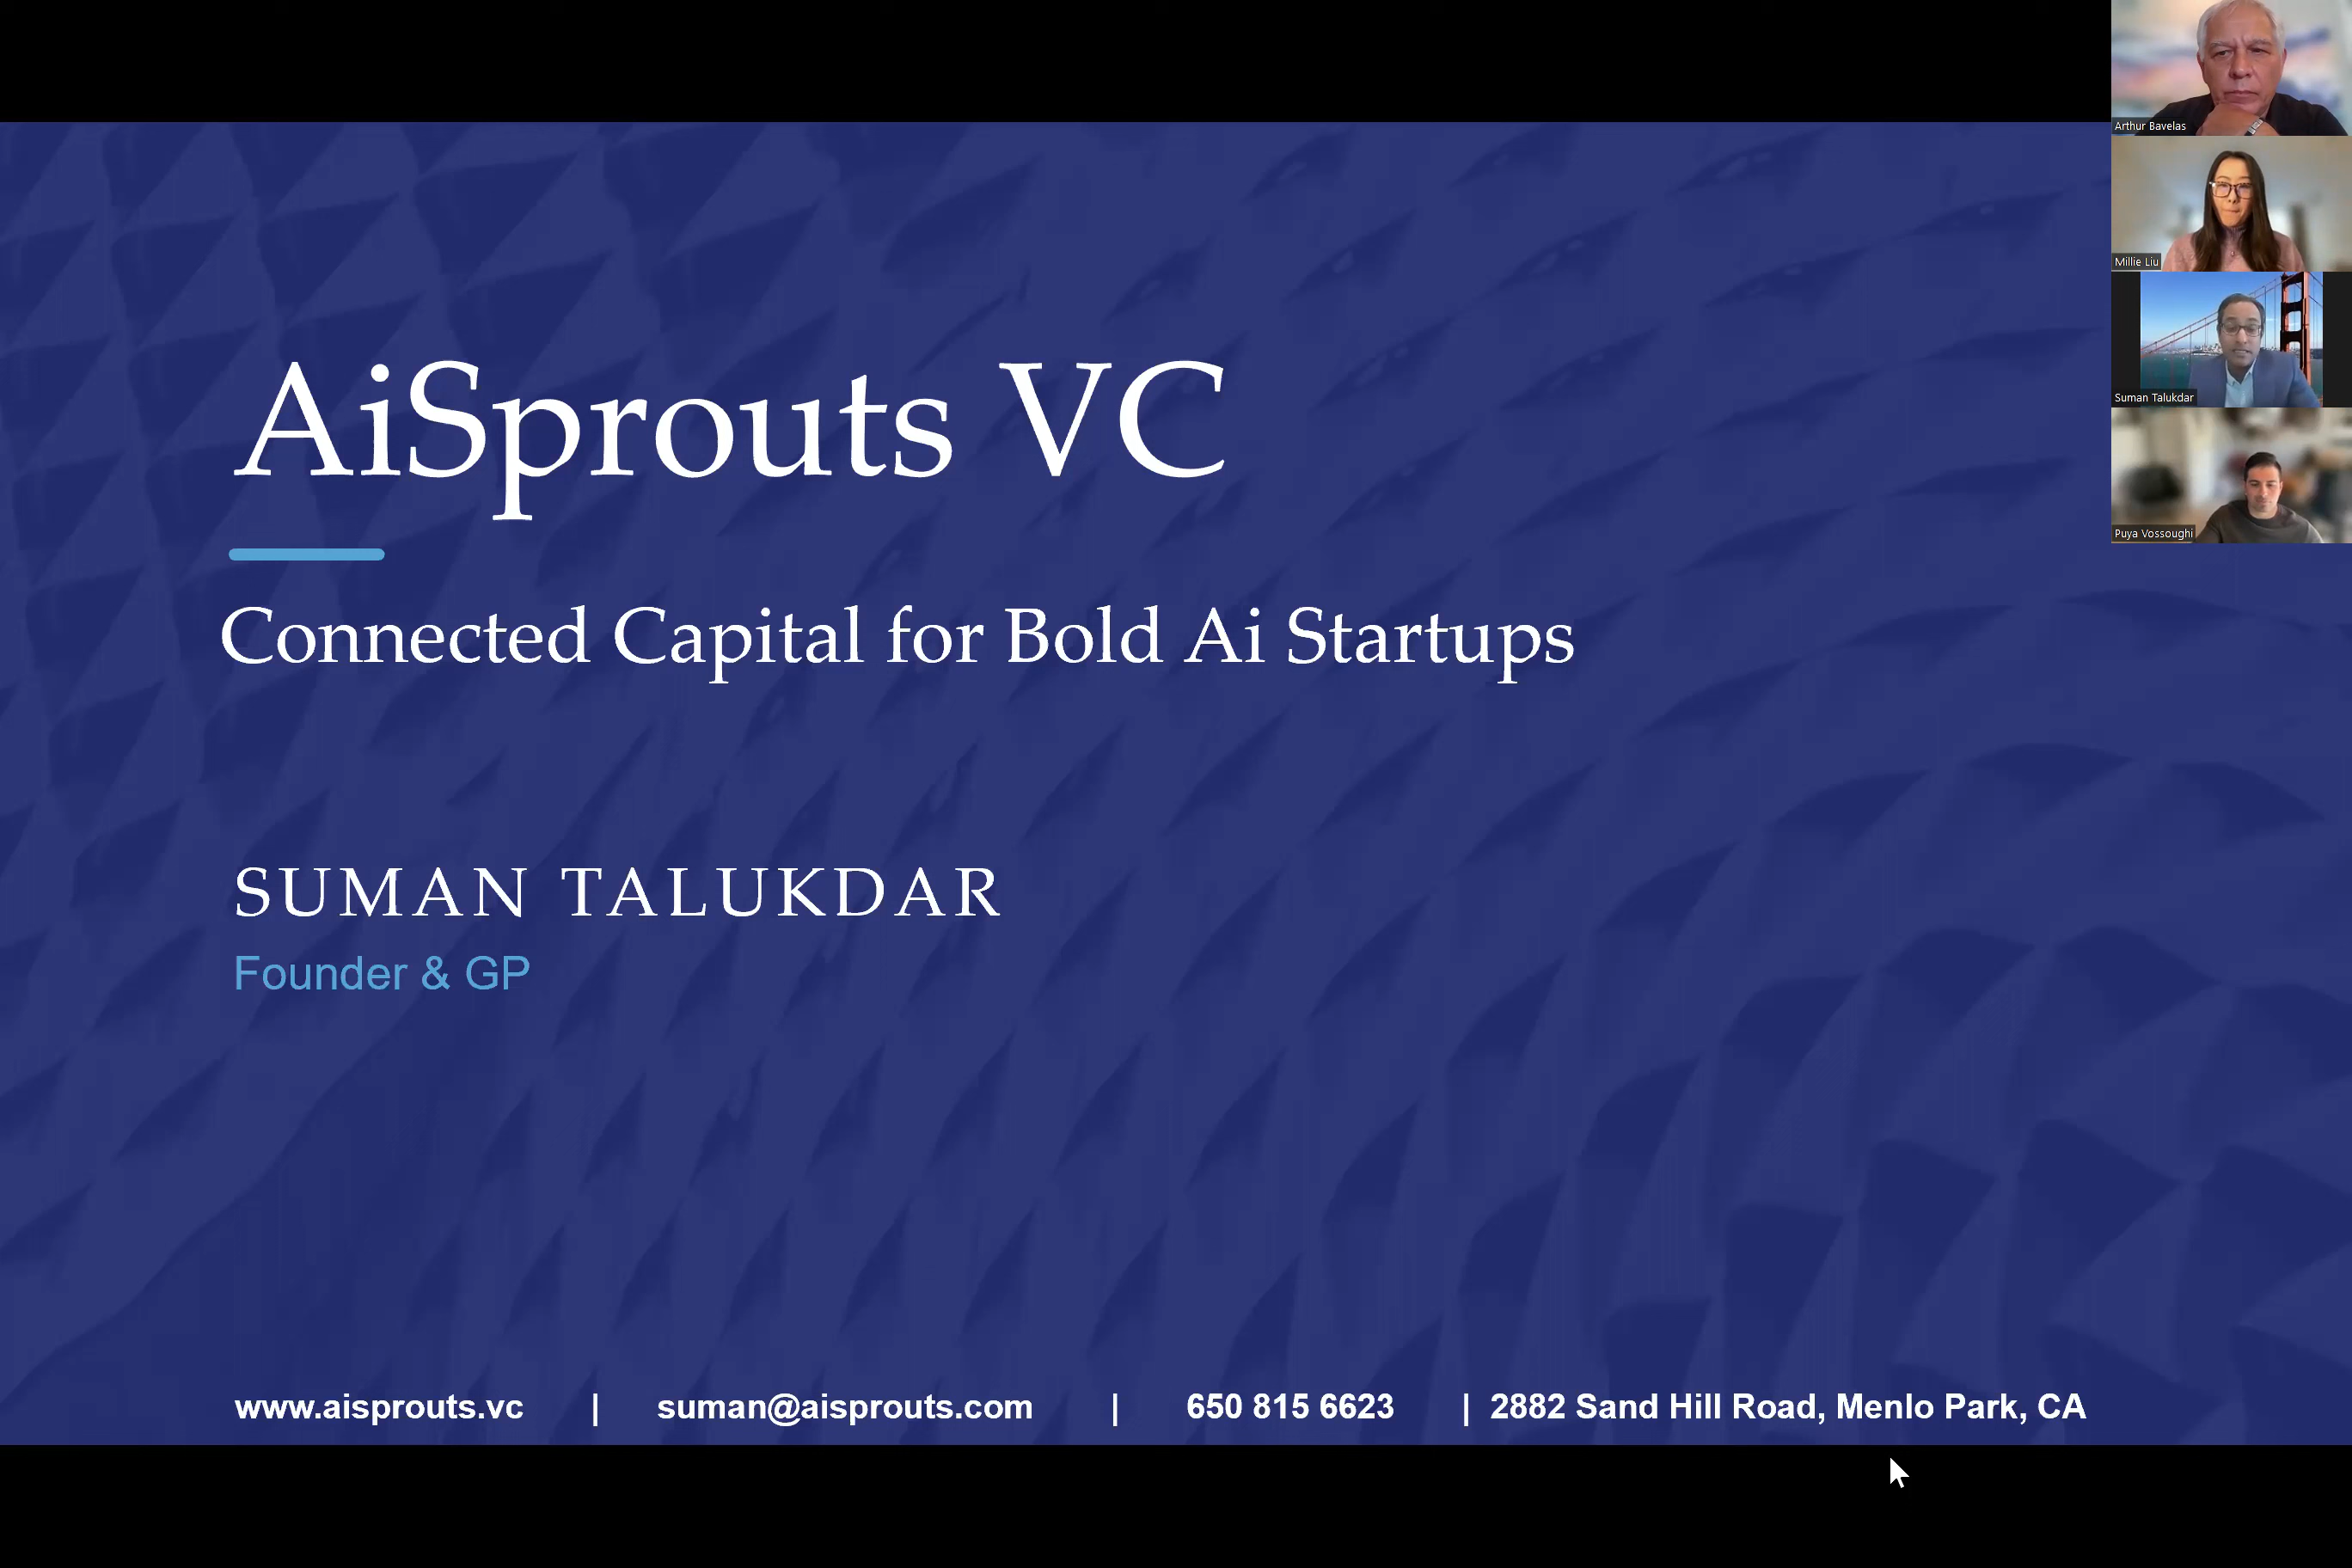 AiSprouts VC
Connected Capital for Bold Ai Startups
SUMAN TALUKDAR
Founder & GP
www.aisprouts.vc | suman@aisprouts.com | 650 815 6623 | 2882 Sand Hill Road, Menlo Park, CA
Arthur Bavelas
Millie Liu
Suman Talukdar
Puya Vossoughi